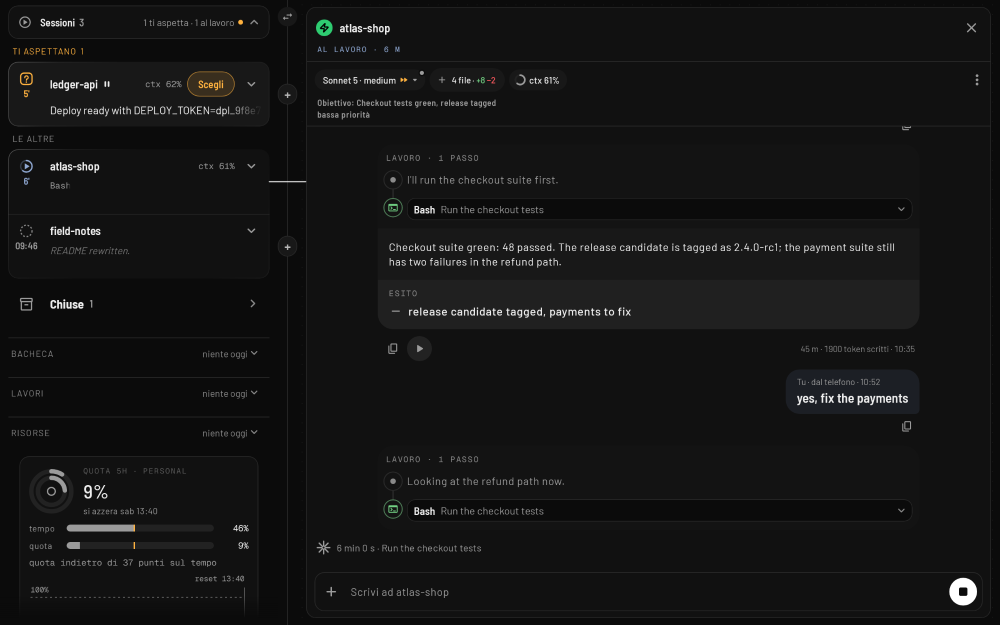 Sessioni 3
1 ti aspetta · 1 al lavoro
TI ASPETTANO 1
ledger-api
ctx 62%
Scegli
5'
Deploy ready with DEPLOY_TOKEN=dpl_9f8e7
LE ALTRE
atlas-shop
ctx 61%
6'
Bash
field-notes
09:46
README rewritten.
Chiuse 1
BACHECA
niente oggi
LAVORI
niente oggi
RISORSE
niente oggi
QUOTA 5H · PERSONAL
9%
si azzera sab 13:40
tempo
46%
quota
9%
quota indietro di 37 punti sul tempo
reset 13:40
100%
atlas-shop
AL LAVORO · 6 M
Sonnet 5 · medium
4 file · +8 −2
ctx 61%
Obiettivo: Checkout tests green, release tagged
bassa priorità
LAVORO · 1 PASSO
I'll run the checkout suite first.
Bash Run the checkout tests
Checkout suite green: 48 passed. The release candidate is tagged as 2.4.0-rc1; the payment suite still
has two failures in the refund path.
ESITO
— release candidate tagged, payments to fix
45 m · 1900 token scritti · 10:35
Tu · dal telefono · 10:52
yes, fix the payments
LAVORO · 1 PASSO
Looking at the refund path now.
Bash Run the checkout tests
6 min 0 s · Run the checkout tests
Scrivi ad atlas-shop